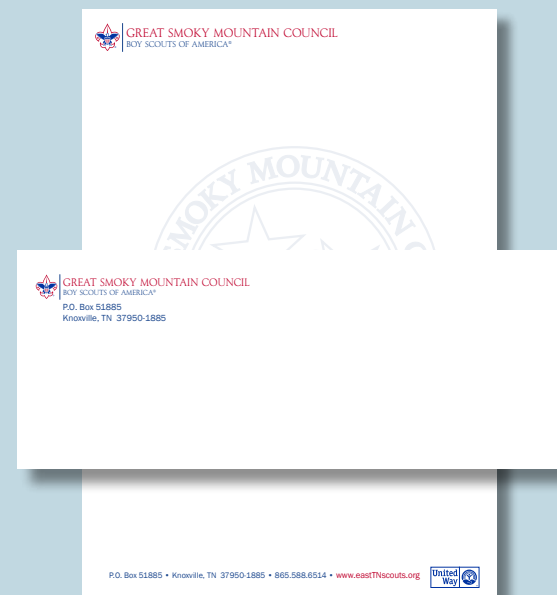 GREAT SMOKY MOUNTAIN COUNCIL
BOY SCOUTS OF AMERICA®
SMOKY MOUNTAIN
GREAT SMOKY MOUNTAIN COUNCIL
BOY SCOUTS OF AMERICA®
P.O. Box 51885
Knoxville, TN 37950-1885
P.O. Box 51885 • Knoxville, TN 37950-1885 • 865.588.6514 • www.eastTNscouts.org
United
Way